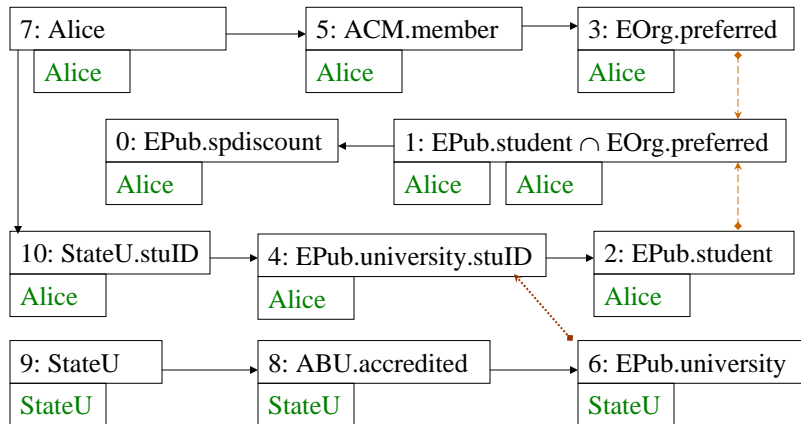 7: Alice
5: ACM.member
3: EOrg.preferred
Alice
Alice
Alice
0: EPub.spdiscount
1: EPub.student ∩ EOrg.preferred
Alice
Alice
Alice
10: StateU.stuID
4: EPub.university.stuID
2: EPub.student
Alice
Alice
Alice
9: StateU
8: ABU.accredited
6: EPub.university
StateU
StateU
StateU